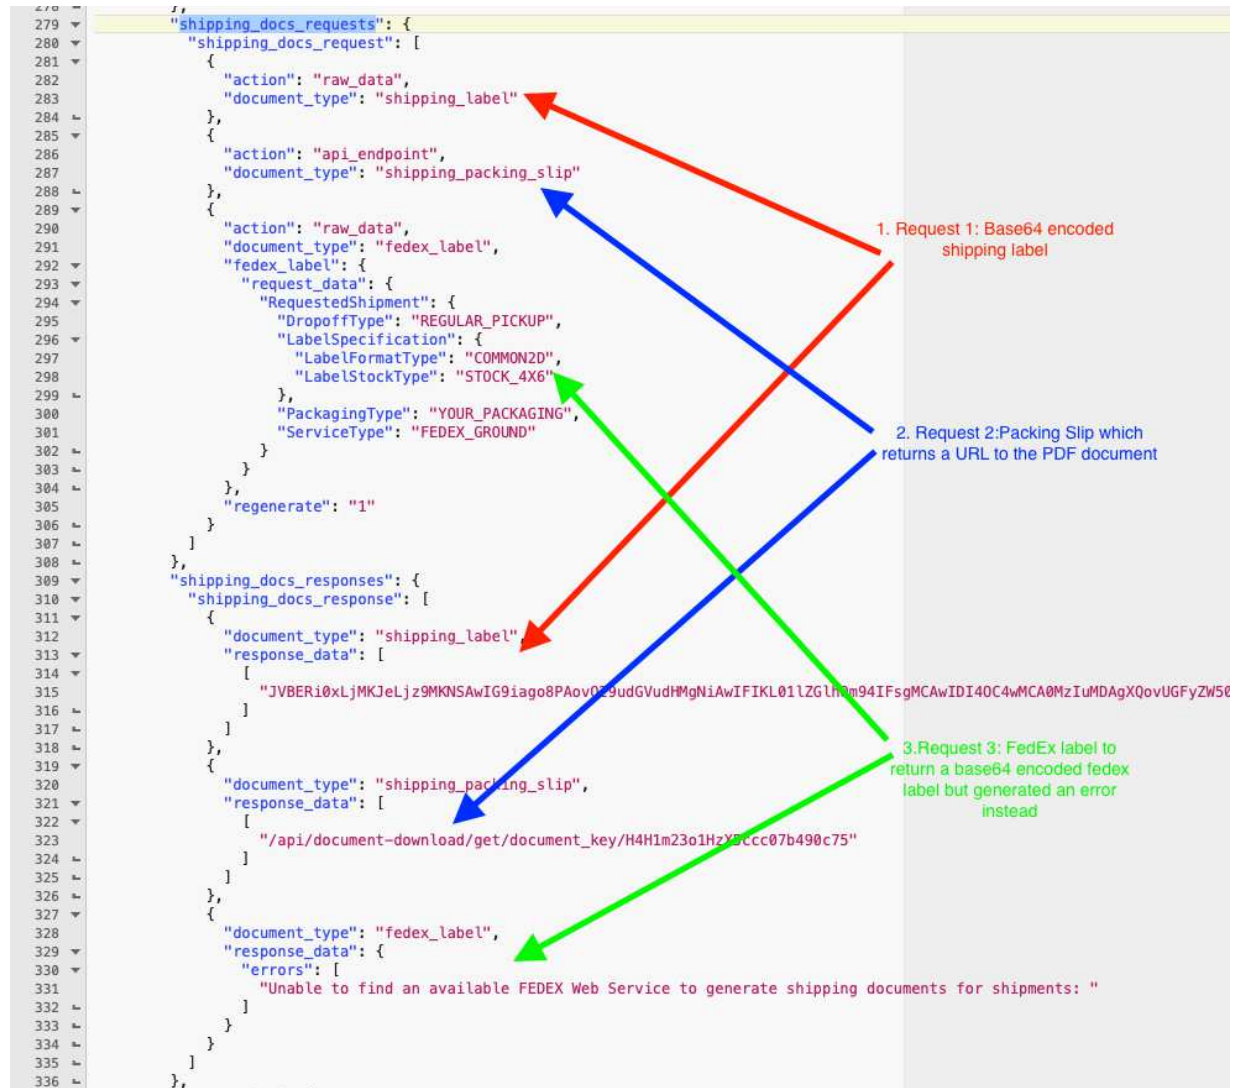 278 },
279 "shipping_docs_requests": {
280 "shipping_docs_request": [
281 {
282 "action": "raw_data",
283 "document_type": "shipping_label"
284 },
285 {
286 "action": "api_endpoint",
287 "document_type": "shipping_packing_slip"
288 },
289 {
290 "action": "raw_data",
291 "document_type": "fedex_label",
292 "fedex_label": {
293 "request_data": {
294 "RequestedShipment": {
295 "DropoffType": "REGULAR_PICKUP",
296 "LabelSpecification": {
297 "LabelFormatType": "COMMON2D",
298 "LabelStockType": "STOCK_4X6"
299 },
300 "PackagingType": "YOUR_PACKAGING",
301 "ServiceType": "FEDEX_GROUND"
302 }
303 }
304 },
305 "regenerate": "1"
306 }
307 ]
308 },
309 "shipping_docs_responses": {
310 "shipping_docs_response": [
311 {
312 "document_type": "shipping_label",
313 "response_data": [
314 [
315
316 ]
317 ]
318 },
319 {
320 "document_type": "shipping_packing_slip",
321 "response_data": [
322 [
323
324 ]
325 ]
326 },
327 {
328 "document_type": "fedex_label",
329 "response_data": {
330 "errors": [
331 "Unable to find an available FEDEX Web Service to generate shipping documents for shipments: "
332 ]
333 }
334 }
335 ]
336 },
1. Request 1: Base64 encoded
shipping label
2. Request 2:Packing Slip which
returns a URL to the PDF document
3.Request 3: FedEx label to
return a base64 encoded fedex
label but generated an error
instead